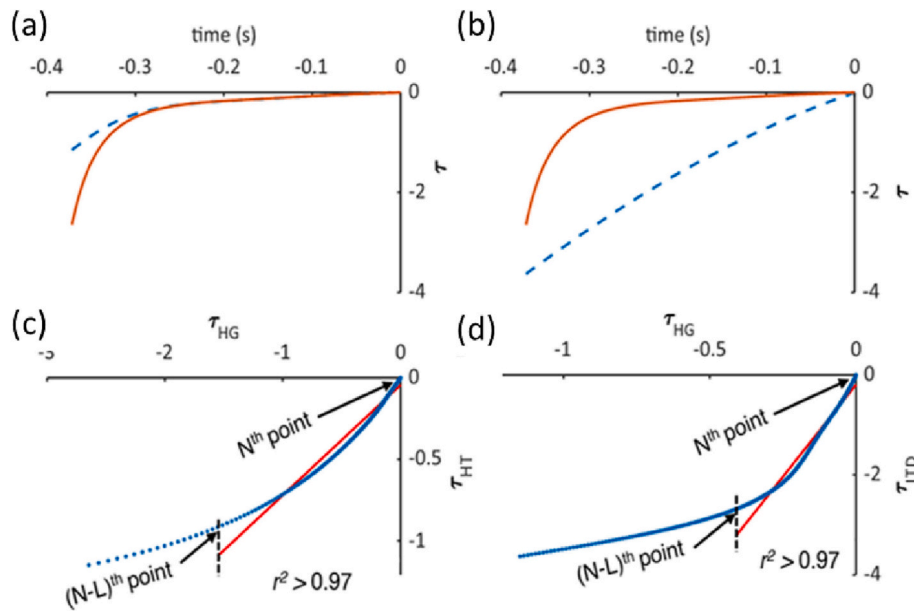 (a)
time (s)
-0.4 -0.3 -0.2 -0.1 0
0
-2
-4
τ
(b)
time (s)
-0.4 -0.3 -0.2 -0.1 0
0
-2
-4
τ
(c)
τHG
-3 -2 -1 0
0
-0.5
-1
τHT
Nth point
(N-L)th point
r² > 0.97
(d)
τHG
-1 -0.5 0
0
-2
-4
τITD
Nth point
(N-L)th point
r² > 0.97